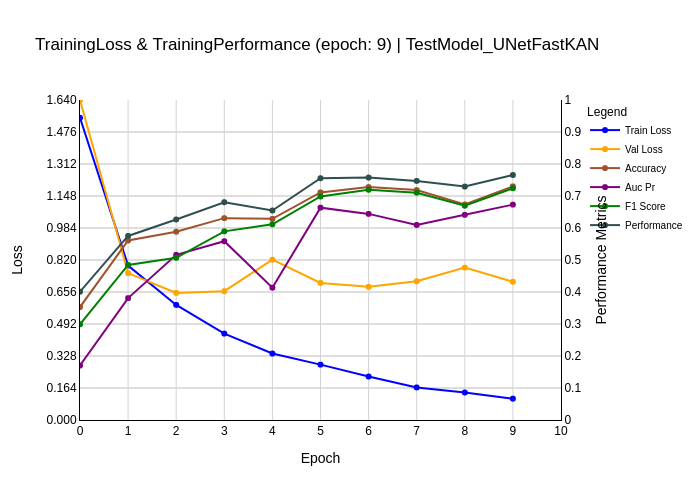 TrainingLoss & TrainingPerformance (epoch: 9) | TestModel_UNetFastKAN
1.640
1.476
1.312
1.148
0.984
0.820
0.656
0.492
0.328
0.164
0.000
Loss
0 1 2 3 4 5 6 7 8 9 10
Epoch
1
0.9
0.8
0.7
0.6
0.5
0.4
0.3
0.2
0.1
0
Performance Metrics
Legend
Train Loss
Val Loss
Accuracy
Auc Pr
F1 Score
Performance